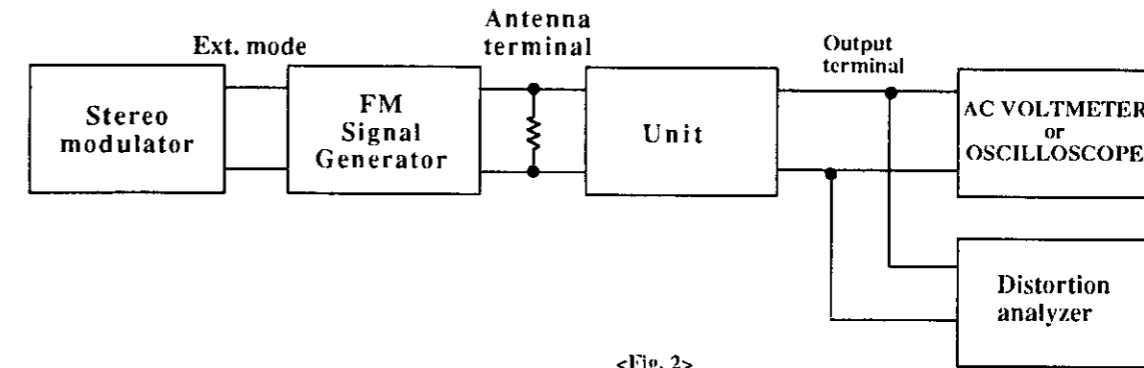 Ext. mode
Antenna
terminal
Output
terminal
Stereo
modulator
FM
Signal
Generator
Unit
AC VOLTMETER
or
OSCILLOSCOPE
Distortion
analyzer
<Fig. 2>